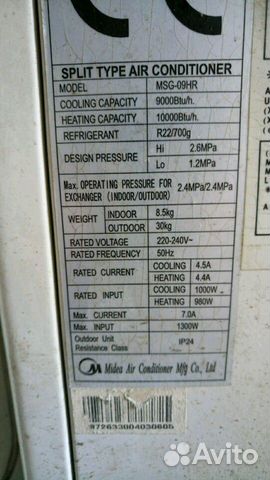 CE
SPLIT TYPE AIR CONDITIONER
MODEL MSG-09HR
COOLING CAPACITY 9000Btu/h.
HEATING CAPACITY 10000Btu/h.
REFRIGERANT R22/700g
DESIGN PRESSURE Hi 2.6MPa
Lo 1.2MPa
Max. OPERATING PRESSURE FOR
EXCHANGER (INDOOR/OUTDOOR) 2.4MPa/2.4MPa
WEIGHT INDOOR 8.5kg
OUTDOOR 30kg
RATED VOLTAGE 220-240V~
RATED FREQUENCY 50Hz
RATED CURRENT COOLING 4.5A
HEATING 4.4A
RATED INPUT COOLING 1000W
HEATING 980W
Max. CURRENT 7.0A
Max. INPUT 1300W
Outdoor Unit
Resistance Class IP24
Midea Air Conditioner Mfg Co., Ltd
972633004030605
Avito